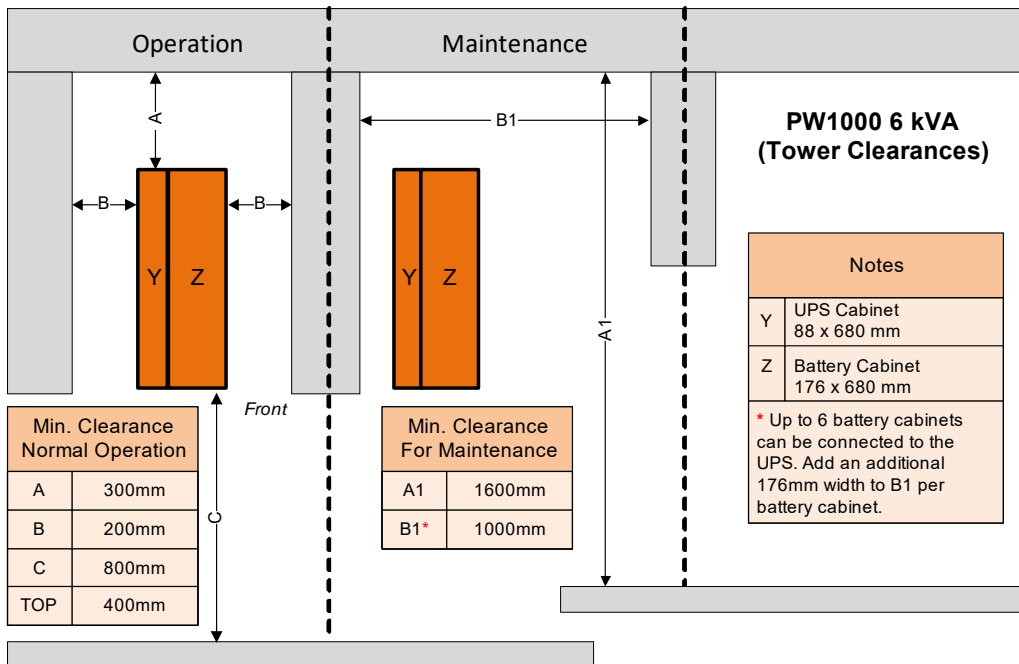 Operation
Maintenance
A
B1
PW1000 6 kVA
(Tower Clearances)
B
B
Y
Z
Y
Z
A1
Notes
Y
UPS Cabinet
88 x 680 mm
Z
Battery Cabinet
176 x 680 mm
* Up to 6 battery cabinets
can be connected to the
UPS. Add an additional
176mm width to B1 per
battery cabinet.
Front
Min. Clearance
Normal Operation
A 300mm
B 200mm
C 800mm
TOP 400mm
C
Min. Clearance
For Maintenance
A1 1600mm
B1* 1000mm